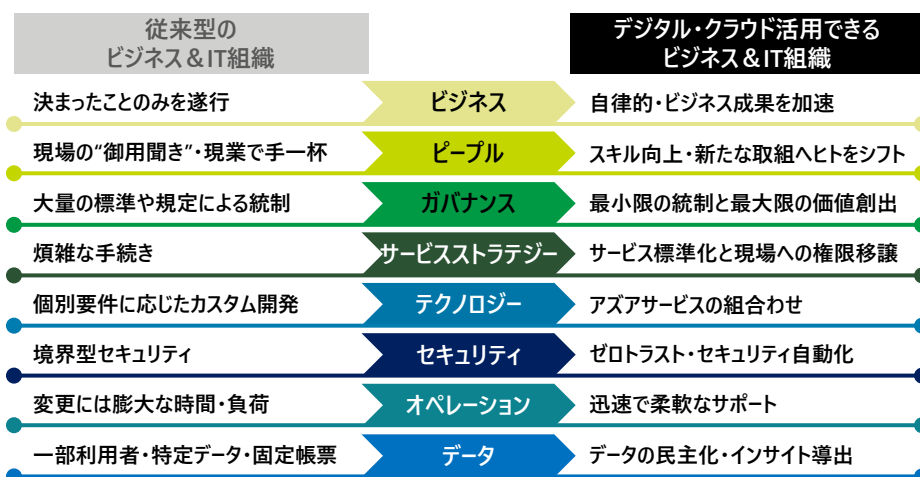 従来型の
ビジネス＆IT組織
デジタル・クラウド活用できる
ビジネス＆IT組織
決まったことのみを遂行
ビジネス
自律的・ビジネス成果を加速
現場の“御用聞き”・現業で手一杯
ピープル
スキル向上・新たな取組へヒトをシフト
大量の標準や規定による統制
ガバナンス
最小限の統制と最大限の価値創出
煩雑な手続き
サービスストラテジー
サービス標準化と現場への権限移譲
個別要件に応じたカスタム開発
テクノロジー
アズアサービスの組合わせ
境界型セキュリティ
セキュリティ
ゼロトラスト・セキュリティ自動化
変更には膨大な時間・負荷
オペレーション
迅速で柔軟なサポート
一部利用者・特定データ・固定帳票
データ
データの民主化・インサイト導出